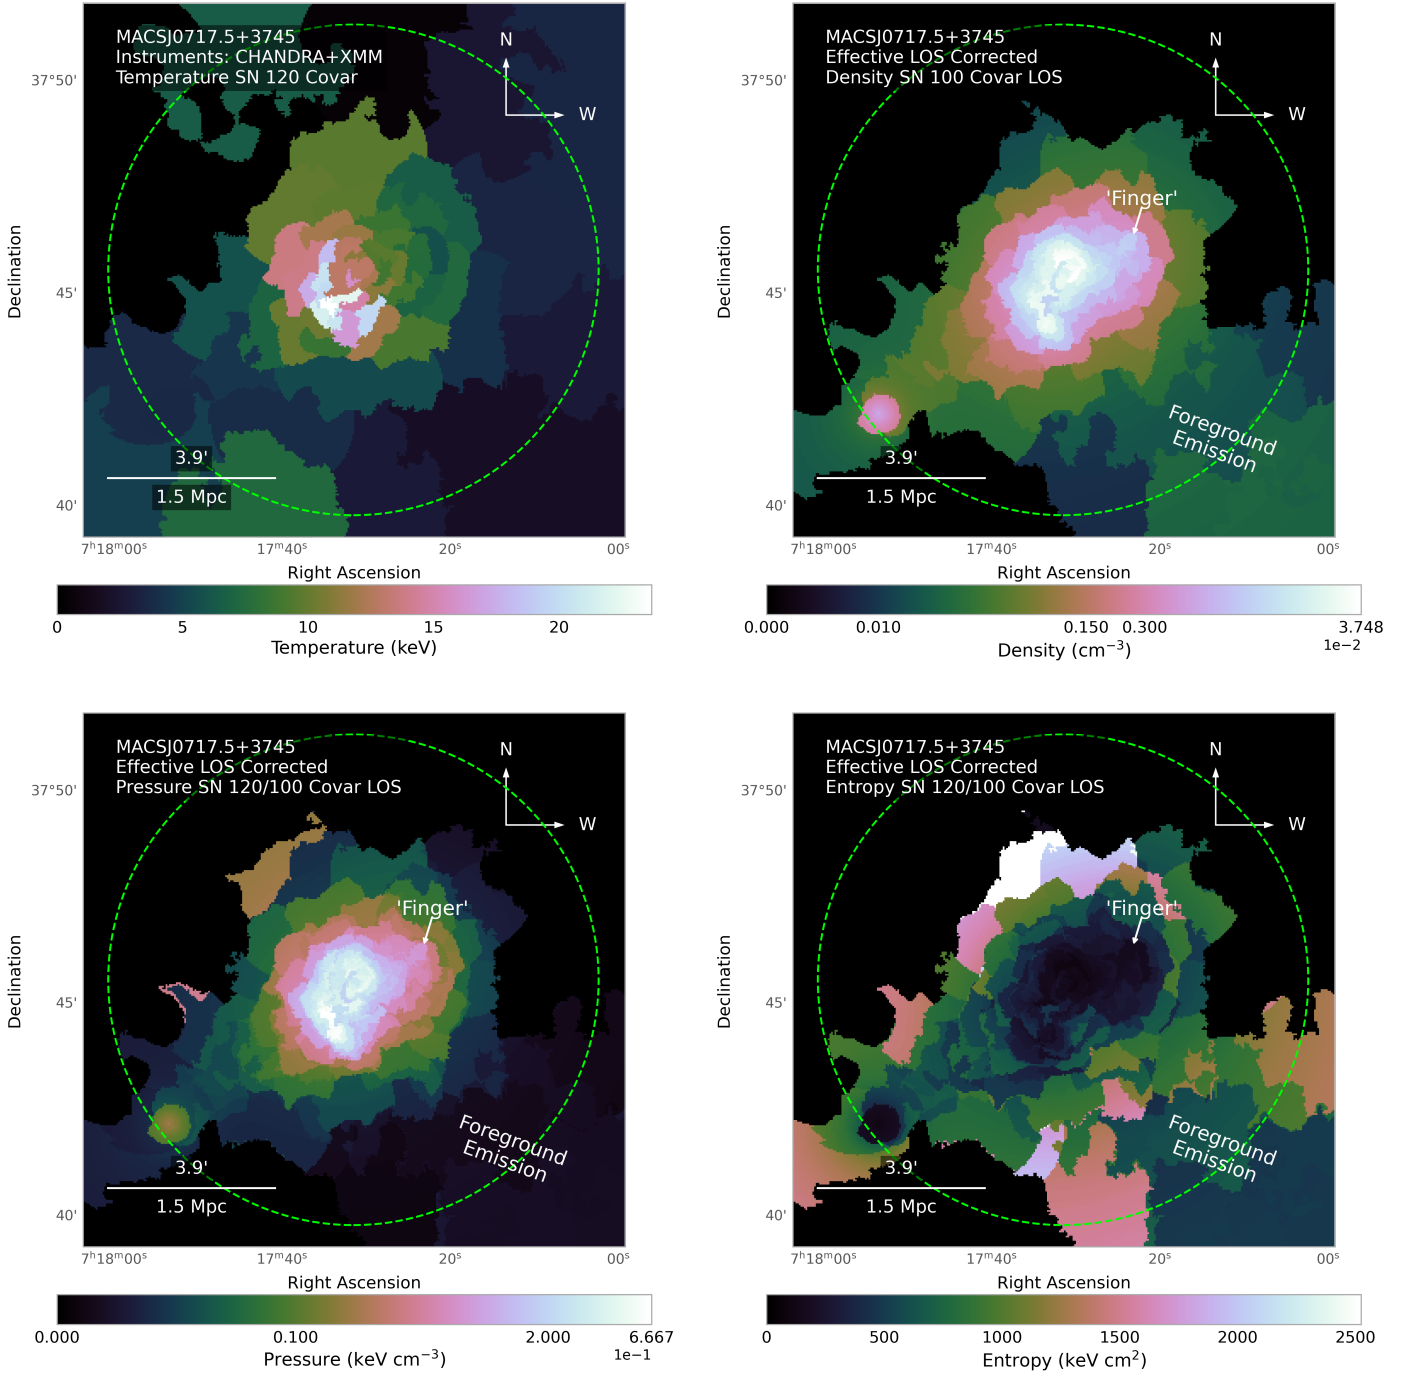 MACSJ0717.5+3745
Instruments: CHANDRA+XMM
Temperature SN 120 Covar
N
W
37°50'
45'
40'
Declination
3.9'
1.5 Mpc
7ʰ18ᵐ00ˢ
17ᵐ40ˢ
20ˢ
00ˢ
Right Ascension
0
5
10
15
20
Temperature (keV)
MACSJ0717.5+3745
Effective LOS Corrected
Density SN 100 Covar LOS
N
W
'Finger'
37°50'
45'
40'
Declination
Foreground
Emission
3.9'
1.5 Mpc
7ʰ18ᵐ00ˢ
17ᵐ40ˢ
20ˢ
00ˢ
Right Ascension
0.000
0.010
0.150
0.300
3.748
1e−2
Density (cm⁻³)
MACSJ0717.5+3745
Effective LOS Corrected
Pressure SN 120/100 Covar LOS
N
W
'Finger'
37°50'
45'
40'
Declination
Foreground
Emission
3.9'
1.5 Mpc
7ʰ18ᵐ00ˢ
17ᵐ40ˢ
20ˢ
00ˢ
Right Ascension
0.000
0.100
2.000
6.667
1e−1
Pressure (keV cm⁻³)
MACSJ0717.5+3745
Effective LOS Corrected
Entropy SN 120/100 Covar LOS
N
W
'Finger'
37°50'
45'
40'
Declination
Foreground
Emission
3.9'
1.5 Mpc
7ʰ18ᵐ00ˢ
17ᵐ40ˢ
20ˢ
00ˢ
Right Ascension
0
500
1000
1500
2000
2500
Entropy (keV cm²)